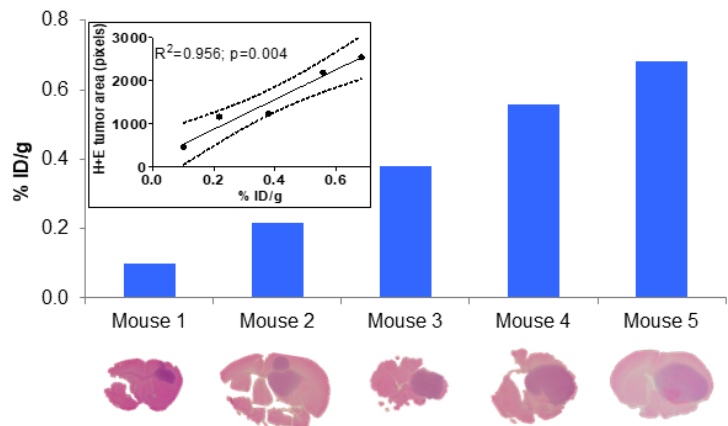 0.8
0.6
0.4
0.2
0.0
% ID/g
3000
2000
1000
0
H+E tumor area (pixels)
R²=0.956; p=0.004
0.0 0.2 0.4 0.6
% ID/g
Mouse 1 Mouse 2 Mouse 3 Mouse 4 Mouse 5